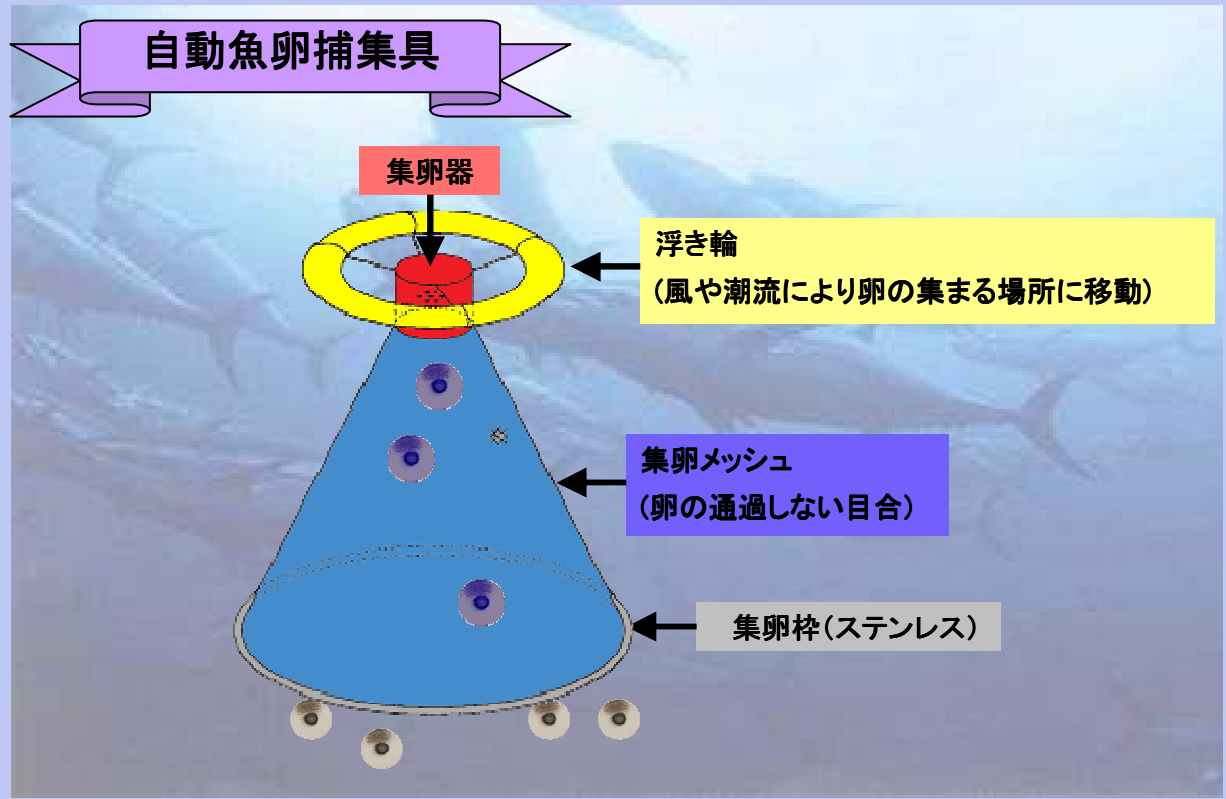 自動魚卵捕集具
集卵器
浮き輪
(風や潮流により卵の集まる場所に移動)
集卵メッシュ
(卵の通過しない目合)
集卵枠(ステンレス)